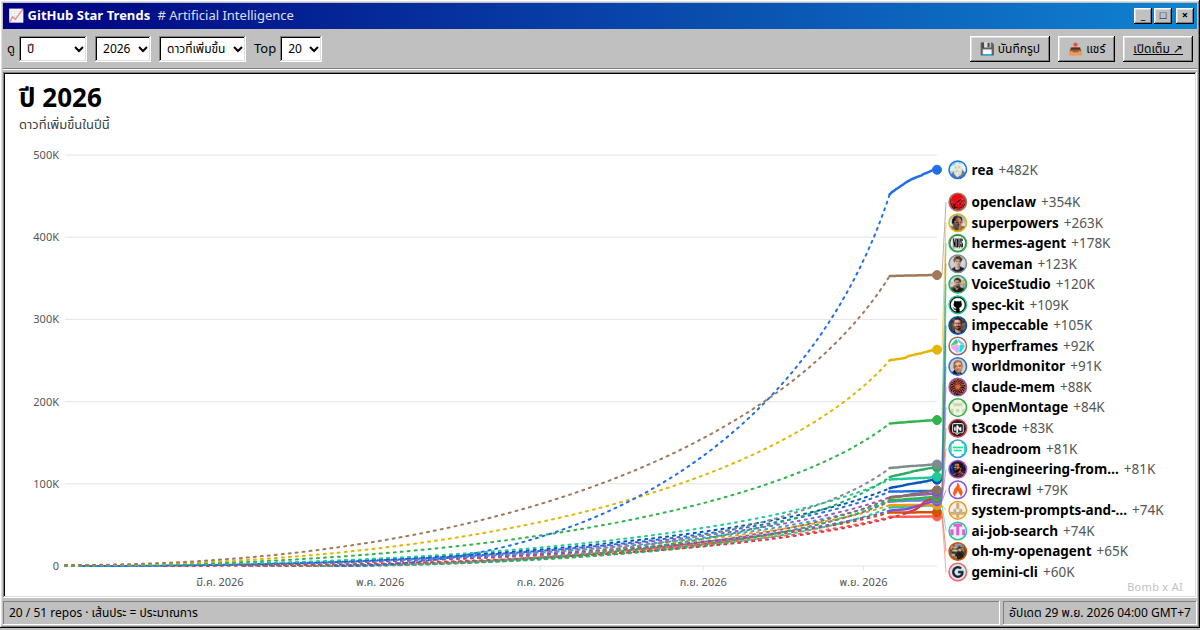 GitHub Star Trends # Artificial Intelligence
ดู ปี 2026 ดาวที่เพิ่มขึ้น Top 20 บันทึกรูป แชร์ เปิดเต็ม ↗
ปี 2026
ดาวที่เพิ่มขึ้นในปีนี้
500K
400K
300K
200K
100K
0
มี.ค. 2026 พ.ค. 2026 ก.ค. 2026 ก.ย. 2026 พ.ย. 2026
rea +482K
openclaw +354K
superpowers +263K
hermes-agent +178K
caveman +123K
VoiceStudio +120K
spec-kit +109K
impeccable +105K
hyperframes +92K
worldmonitor +91K
claude-mem +88K
OpenMontage +84K
t3code +83K
headroom +81K
ai-engineering-from... +81K
firecrawl +79K
system-prompts-and-... +74K
ai-job-search +74K
oh-my-openagent +65K
gemini-cli +60K
Bomb x AI
20 / 51 repos · เส้นประ = ประมาณการ
อัปเดต 29 พ.ย. 2026 04:00 GMT+7